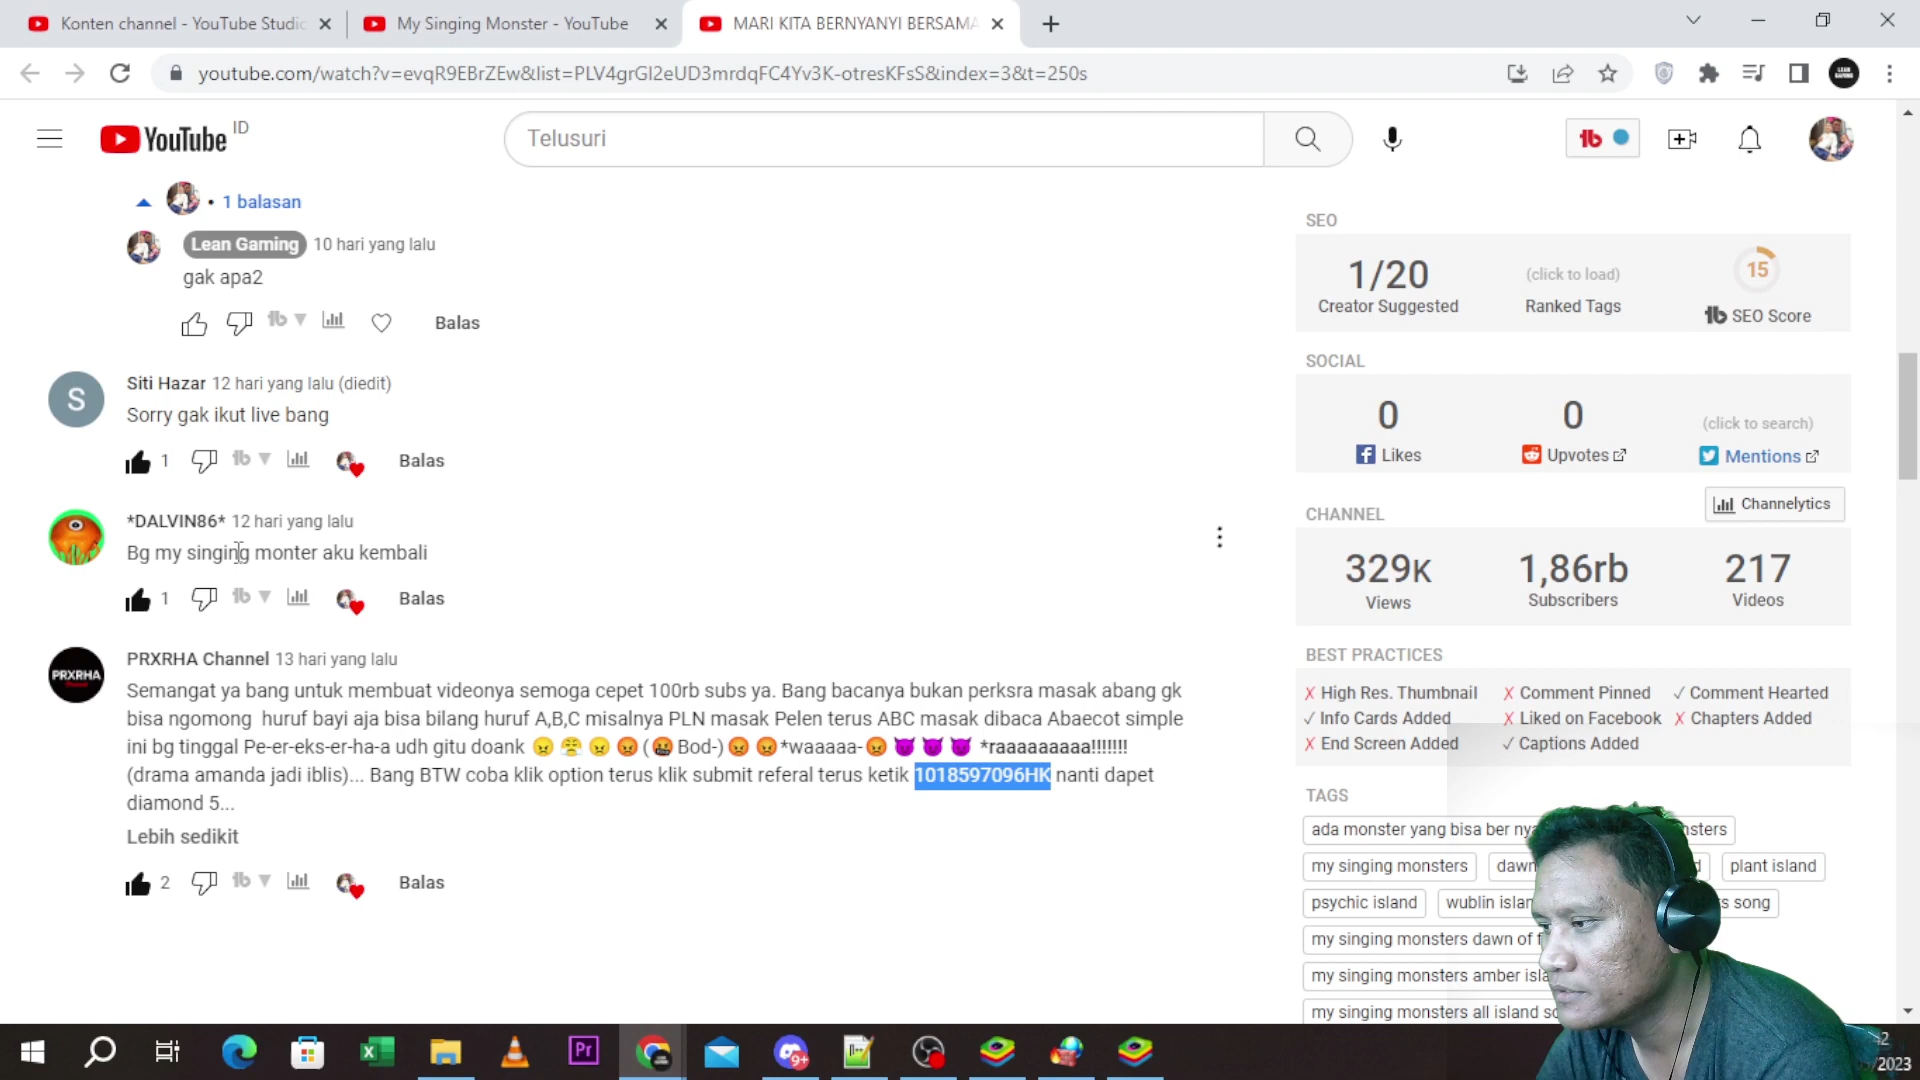 Konten channel - YouTube Studio
My Singing Monster - YouTube
MARI KITA BERNYANYI BERSAMA
youtube.com/watch?v=evqR9EBrZEw&list=PLV4grGl2eUD3mrdqFC4Yv3K-otresKFsS&index=3&t=250s
YouTube ID
Telusuri
• 1 balasan
Lean Gaming 10 hari yang lalu
gak apa2
Balas
Siti Hazar 12 hari yang lalu (diedit)
Sorry gak ikut live bang
1 Balas
*DALVIN86* 12 hari yang lalu
Bg my singing monter aku kembali
1 Balas
PRXRHA Channel 13 hari yang lalu
Semangat ya bang untuk membuat videonya semoga cepet 100rb subs ya. Bang bacanya bukan perksra masak abang gk
bisa ngomong huruf bayi aja bisa bilang huruf A,B,C misalnya PLN masak Pelen terus ABC masak dibaca Abaecot simple
ini bg tinggal Pe-er-eks-er-ha-a udh gitu doank 😠😤😠😡(🤬Bod-)😡😡*waaaaa-😡😈😈😈 *raaaaaaaaa!!!!!!!
(drama amanda jadi iblis)... Bang BTW coba klik option terus klik submit referal terus ketik 1018597096HK nanti dapet
diamond 5...
Lebih sedikit
2 Balas
SEO
1/20 (click to load) 15
Creator Suggested Ranked Tags tb SEO Score
SOCIAL
0 0 (click to search)
Likes Upvotes Mentions
Channelytics
CHANNEL
329K 1,86rb 217
Views Subscribers Videos
BEST PRACTICES
✗ High Res. Thumbnail ✗ Comment Pinned ✓ Comment Hearted
✓ Info Cards Added ✗ Liked on Facebook ✗ Chapters Added
✗ End Screen Added ✓ Captions Added
TAGS
ada monster yang bisa ber
my singing monsters plant island
psychic island wublin song
my singing monsters dawn of
my singing monsters amber
my singing monsters all island
S
PRXRHA
Pr
9+
2023